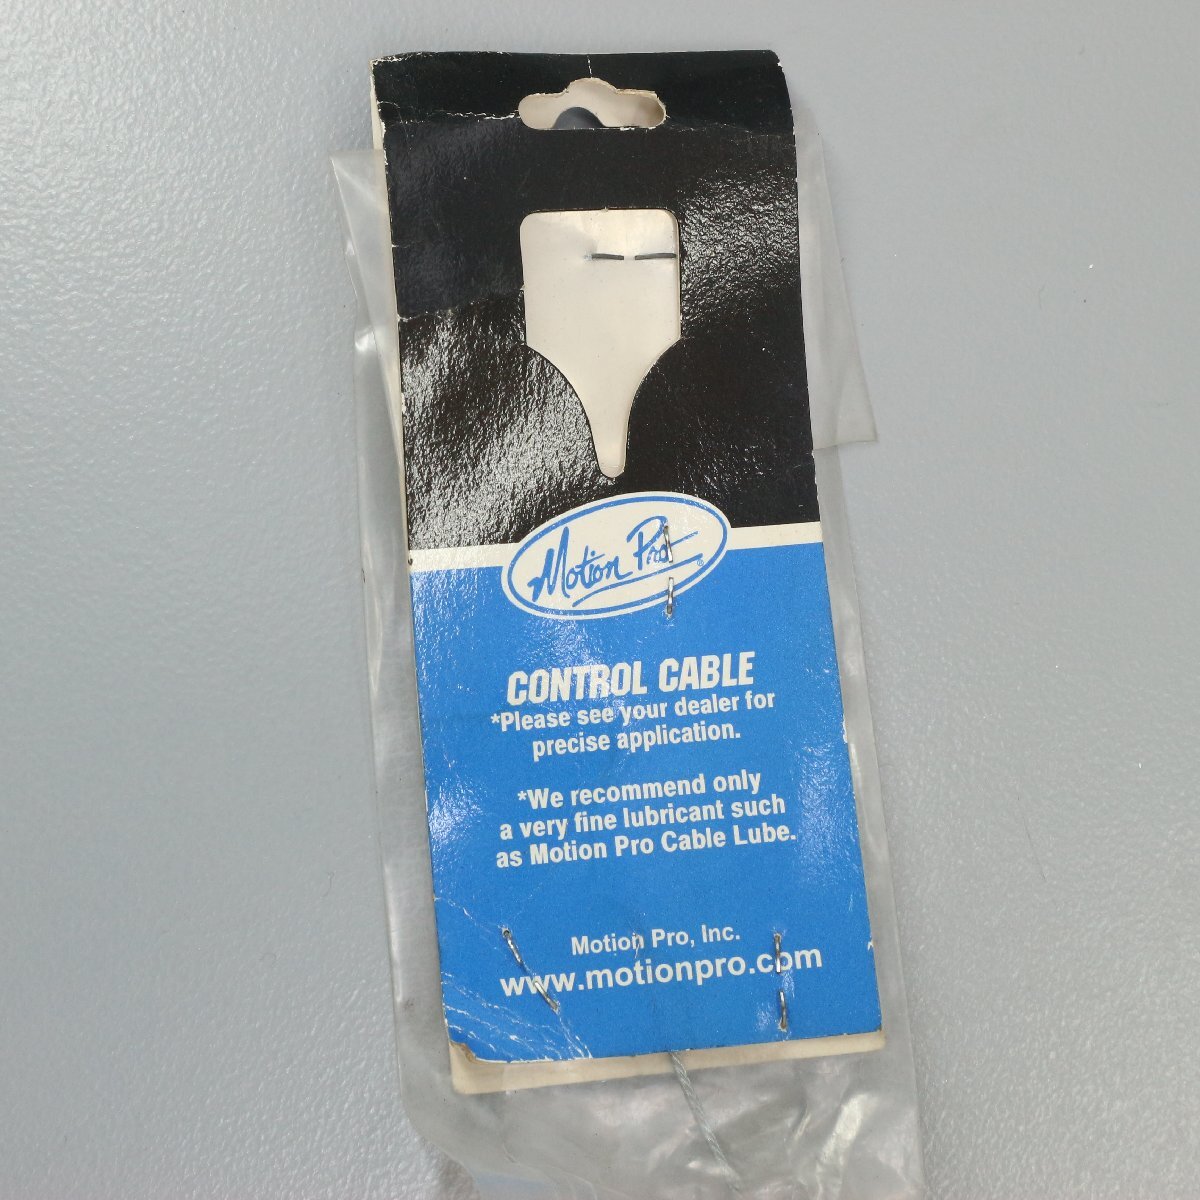 Motion Pro®
CONTROL CABLE
*Please see your dealer for
precise application.
*We recommend only
a very fine lubricant such
as Motion Pro Cable Lube.
Motion Pro, Inc.
www.motionpro.com